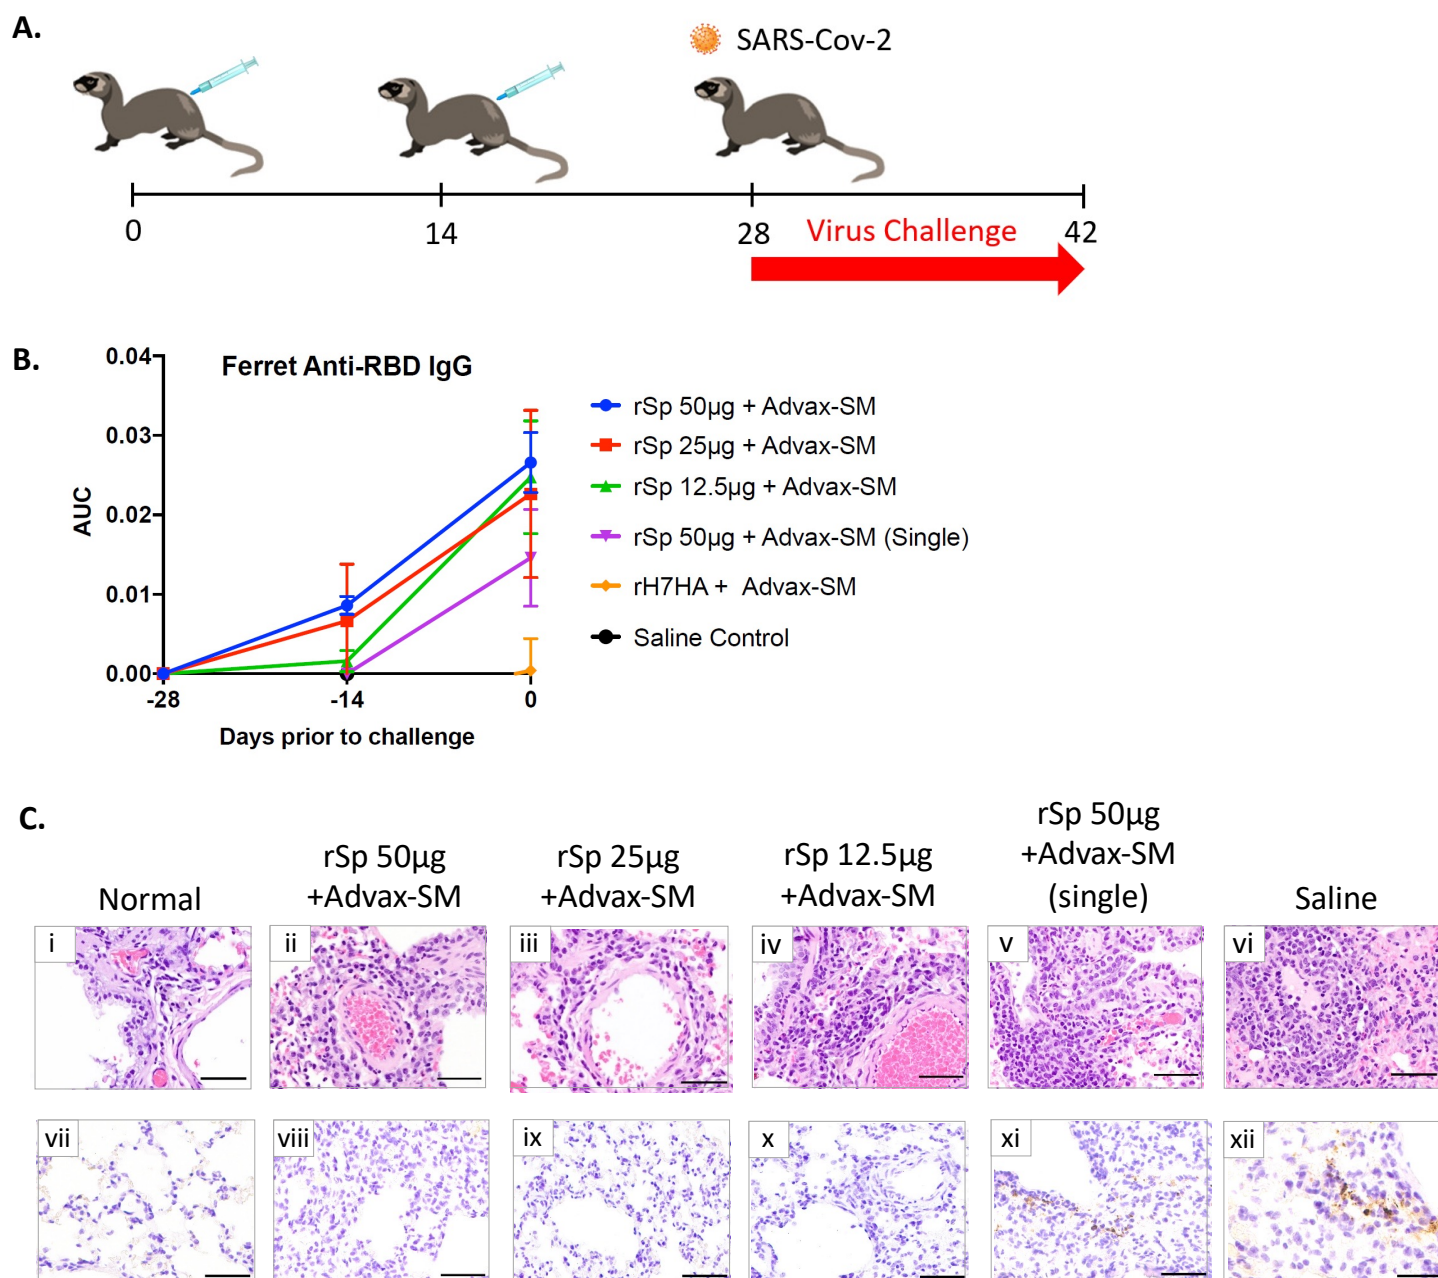 A.
SARS-Cov-2
0
14
28
Virus Challenge
42
B.
Ferret Anti-RBD IgG
0.04
0.03
0.02
0.01
0.00
AUC
-28
-14
0
Days prior to challenge
rSp 50µg + Advax-SM
rSp 25µg + Advax-SM
rSp 12.5µg + Advax-SM
rSp 50µg + Advax-SM (Single)
rH7HA + Advax-SM
Saline Control
C.
Normal
rSp 50µg
+Advax-SM
rSp 25µg
+Advax-SM
rSp 12.5µg
+Advax-SM
rSp 50µg
+Advax-SM
(single)
Saline
i
ii
iii
iv
v
vi
vii
viii
ix
x
xi
xii